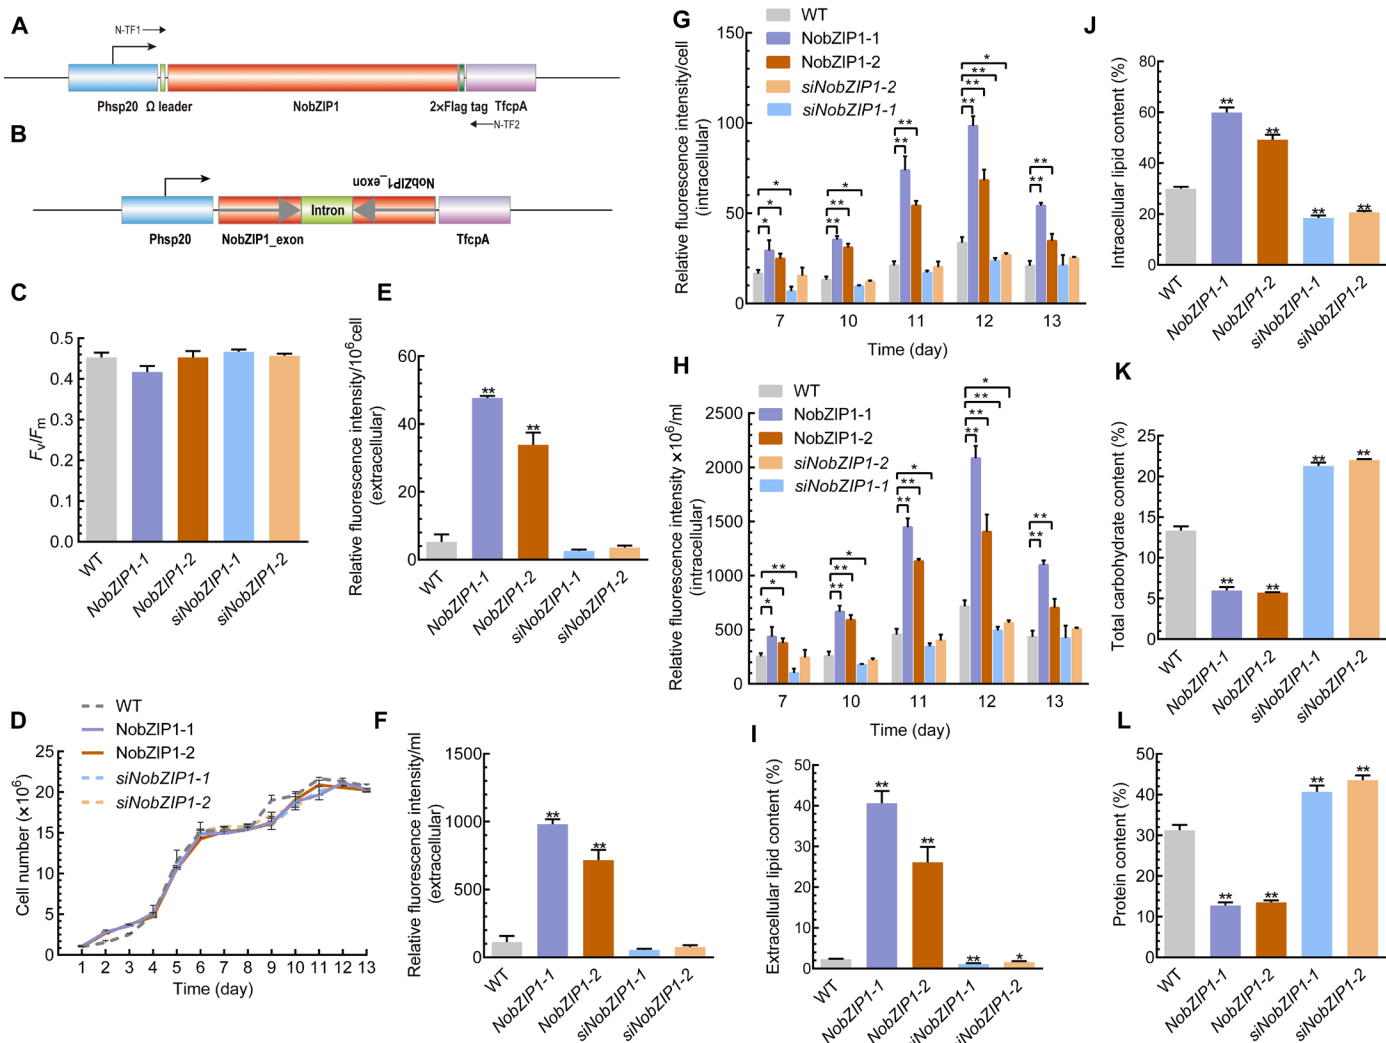 A
N-TF1
Phsp20
Ω leader
NobZIP1
2×Flag tag
TfcpA
N-TF2
B
NobZIP1_exon
Intron
Phsp20
NobZIP1_exon
TfcpA
C
Fv/Fm
0.5
0.4
0.3
0.2
0.1
0.0
WT
NobZIP1-1
NobZIP1-2
siNobZIP1-1
siNobZIP1-2
D
WT
NobZIP1-1
NobZIP1-2
siNobZIP1-1
siNobZIP1-2
Cell number (×10⁶)
25
20
15
10
5
0
1 2 3 4 5 6 7 8 9 10 11 12 13
Time (day)
E
Relative fluorescence intensity/10⁶cell
(extracellular)
60
40
20
0
** **
WT
NobZIP1-1
NobZIP1-2
siNobZIP1-1
siNobZIP1-2
F
Relative fluorescence intensity/ml
(extracellular)
1500
1000
500
0
** **
WT
NobZIP1-1
NobZIP1-2
siNobZIP1-1
siNobZIP1-2
G
WT
NobZIP1-1
NobZIP1-2
siNobZIP1-2
siNobZIP1-1
Relative fluorescence intensity/cell
(intracellular)
150
100
50
0
* * *
** ** *
** **
** ** ** *
** **
7 10 11 12 13
Time (day)
H
WT
NobZIP1-1
NobZIP1-2
siNobZIP1-2
siNobZIP1-1
Relative fluorescence intensity ×10⁶/ml
(intracellular)
2500
2000
1500
1000
500
0
* * **
** ** *
** ** *
** ** ** *
** **
7 10 11 12 13
Time (day)
I
Extracellular lipid content (%)
50
40
30
20
10
0
** ** ** *
WT
NobZIP1-1
NobZIP1-2
siNobZIP1-1
siNobZIP1-2
J
Intracellular lipid content (%)
80
60
40
20
0
** ** ** **
WT
NobZIP1-1
NobZIP1-2
siNobZIP1-1
siNobZIP1-2
K
Total carbohydrate content (%)
25
20
15
10
5
0
** ** ** **
WT
NobZIP1-1
NobZIP1-2
siNobZIP1-1
siNobZIP1-2
L
Protein content (%)
50
40
30
20
10
0
** ** ** **
WT
NobZIP1-1
NobZIP1-2
siNobZIP1-1
siNobZIP1-2